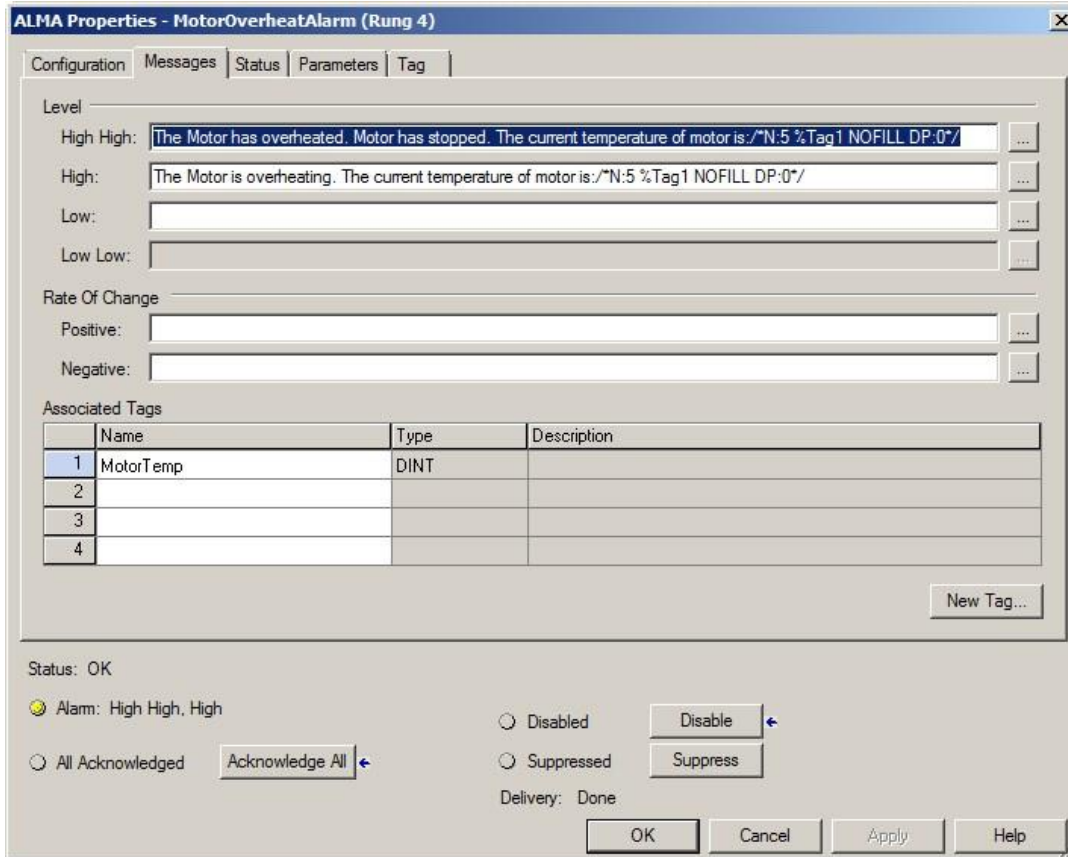 ALMA Properties - MotorOverheatAlarm (Rung 4)
Configuration Messages Status Parameters Tag
Level
High High: The Motor has overheated. Motor has stopped. The current temperature of motor is:/*N:5 %Tag1 NOFILL DP:0*/ ...
High: The Motor is overheating. The current temperature of motor is:/*N:5 %Tag1 NOFILL DP:0*/ ...
Low: ...
Low Low: ...
Rate Of Change
Positive: ...
Negative: ...
Associated Tags
Name Type Description
1 MotorTemp DINT
2
3
4
New Tag...
Status: OK
Alarm: High High, High
Disabled Disable
All Acknowledged Acknowledge All
Suppressed Suppress
Delivery: Done
OK Cancel Apply Help